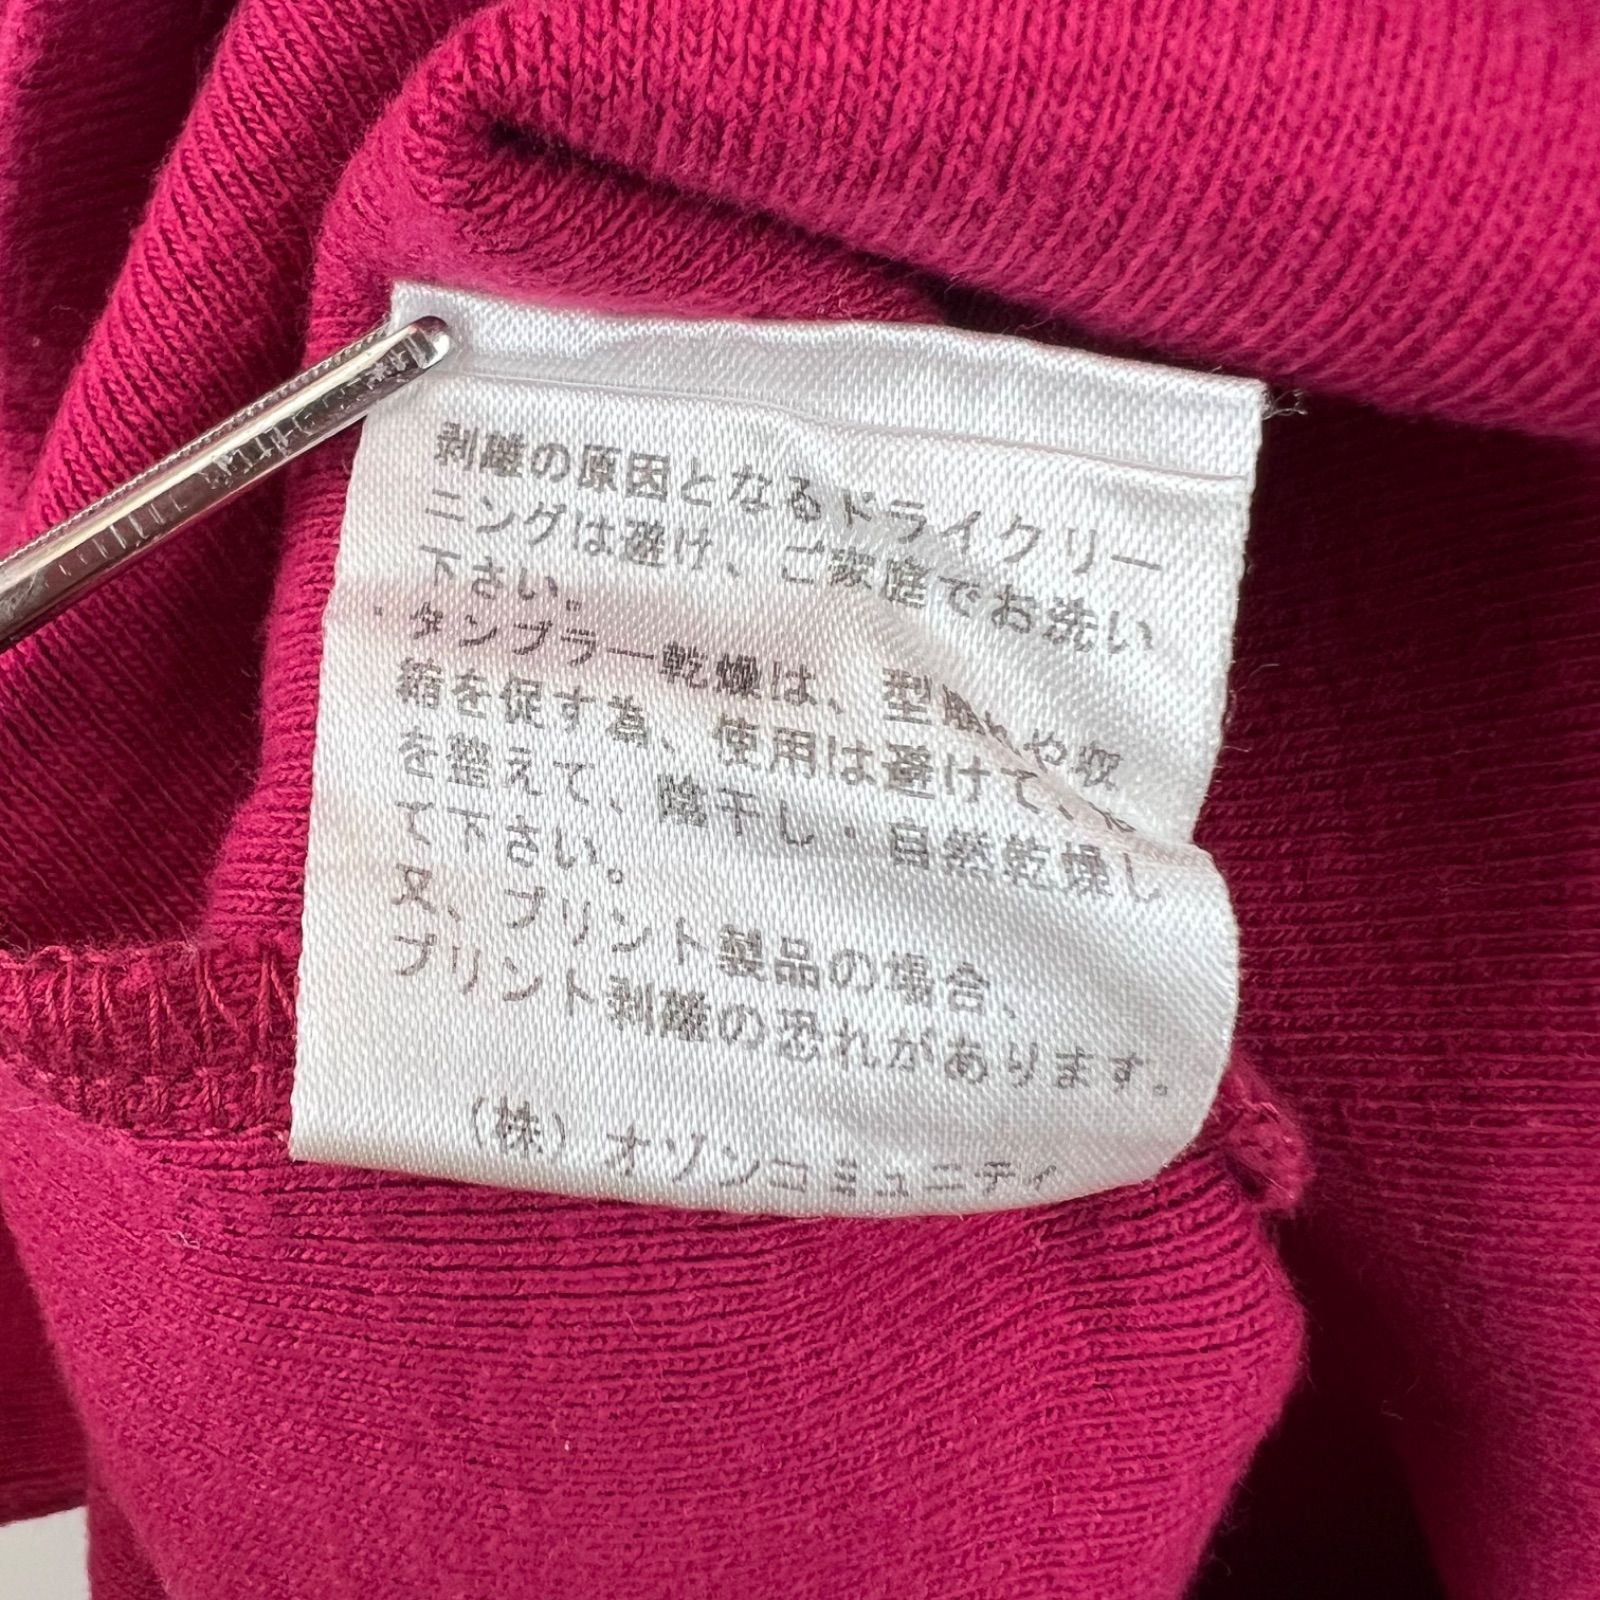 剥離の原因となるドライクリー
ニングは避け、ご家庭でお洗い
下さい。
・タンブラー乾燥は、型崩れや収
縮を促す為、使用は避けて、形
を整えて、陰干し・自然乾燥し
て下さい。
又、プリント製品の場合、
プリント剥離の恐れがあります。
（株）オゾンコミュニティ